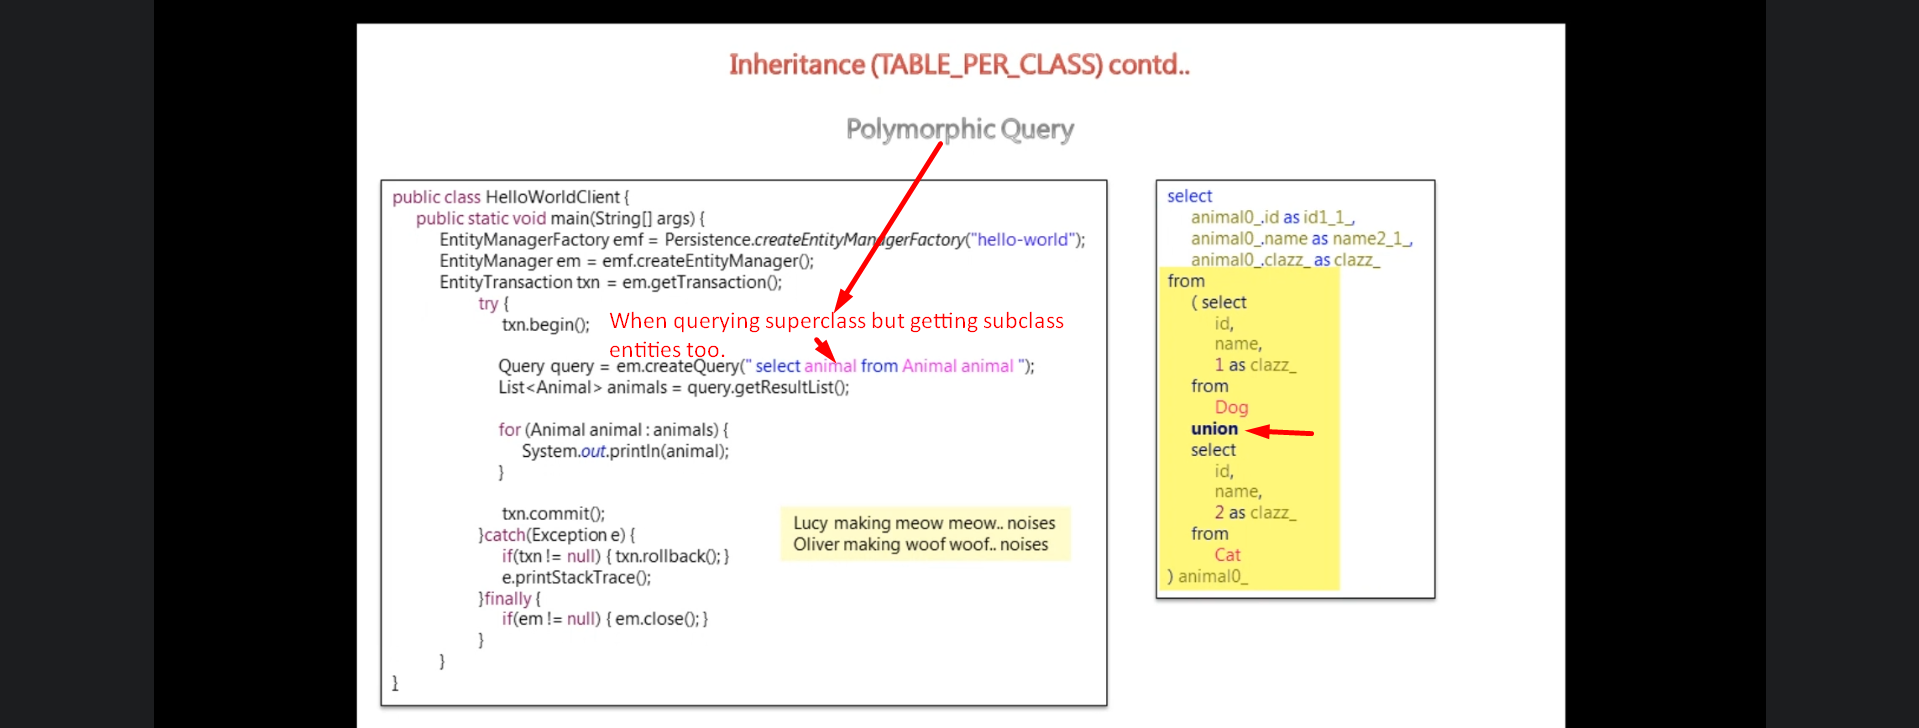 Inheritance (TABLE_PER_CLASS) contd..
Polymorphic Query
public class HelloWorldClient {
public static void main(String[] args) {
EntityManagerFactory emf = Persistence.createEntityManagerFactory("hello-world");
EntityManager em = emf.createEntityManager();
EntityTransaction txn = em.getTransaction();
try {
txn.begin();
When querying superclass but getting subclass
entities too.
Query query = em.createQuery(" select animal from Animal animal ");
List<Animal> animals = query.getResultList();
for (Animal animal : animals) {
System.out.println(animal);
}
txn.commit();
}catch(Exception e) {
if(txn != null) { txn.rollback(); }
e.printStackTrace();
}finally {
if(em != null) { em.close(); }
}
}
}
Lucy making meow meow.. noises
Oliver making woof woof.. noises
select
animal0_.id as id1_1_,
animal0_.name as name2_1_,
animal0_.clazz_ as clazz_
from
( select
id,
name,
1 as clazz_
from
Dog
union
select
id,
name,
2 as clazz_
from
Cat
) animal0_